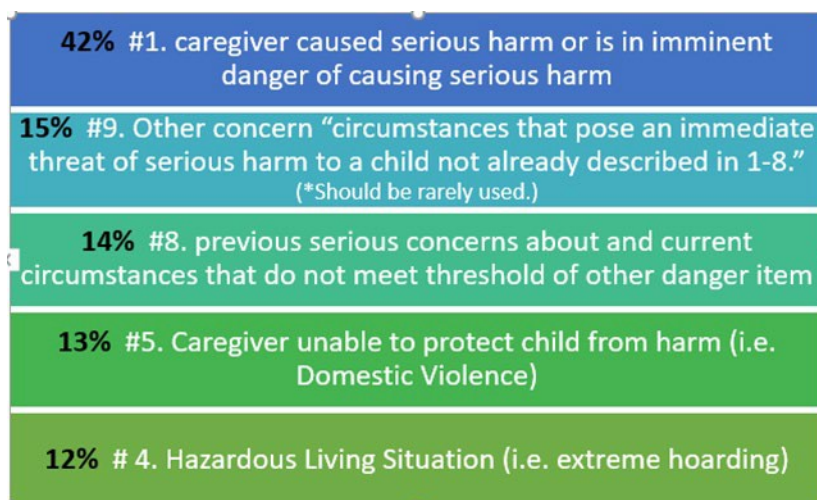 42% #1. caregiver caused serious harm or is in imminent
danger of causing serious harm
15% #9. Other concern “circumstances that pose an immediate
threat of serious harm to a child not already described in 1-8.”
(*Should be rarely used.)
14% #8. previous serious concerns about and current
circumstances that do not meet threshold of other danger item
13% #5. Caregiver unable to protect child from harm (i.e.
Domestic Violence)
12% # 4. Hazardous Living Situation (i.e. extreme hoarding)